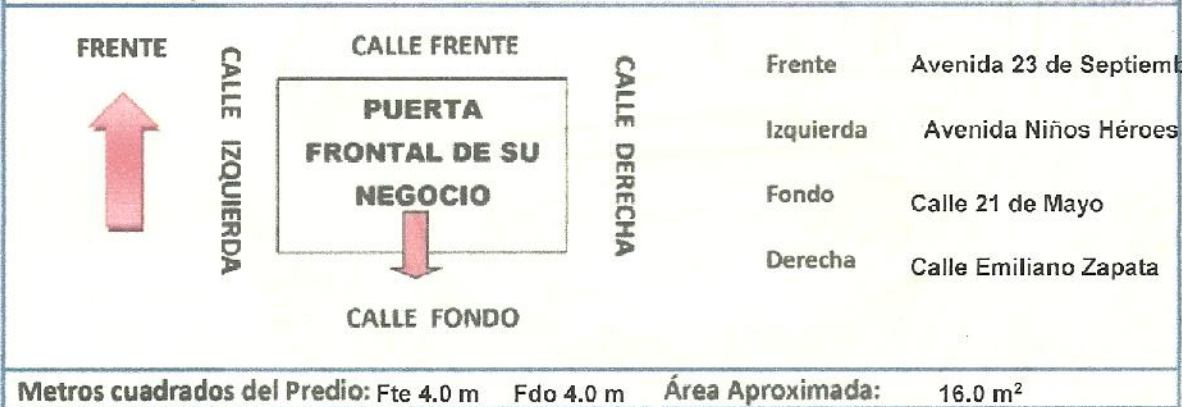 FRENTE
CALLE IZQUIERDA
CALLE FRENTE
PUERTA
FRONTAL DE SU
NEGOCIO
CALLE FONDO
CALLE DERECHA
Frente Avenida 23 de Septiemb
Izquierda Avenida Niños Héroes
Fondo Calle 21 de Mayo
Derecha Calle Emiliano Zapata
Metros cuadrados del Predio: Fte 4.0 m Fdo 4.0 m Área Aproximada: 16.0 m²